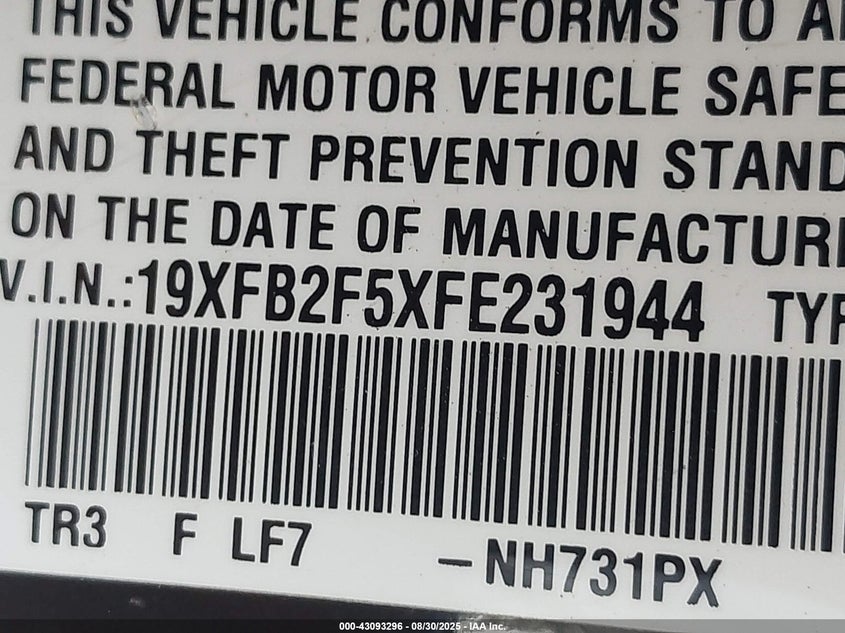 THIS VEHICLE CONFORMS TO
FEDERAL MOTOR VEHICLE SAFE
AND THEFT PREVENTION STAND
ON THE DATE OF MANUFACTUR
V.I.N.:19XFB2F5XFE231944 TYP
TR3 F LF7 –NH731PX
000-43093296 - 08/30/2025 - IAA Inc.